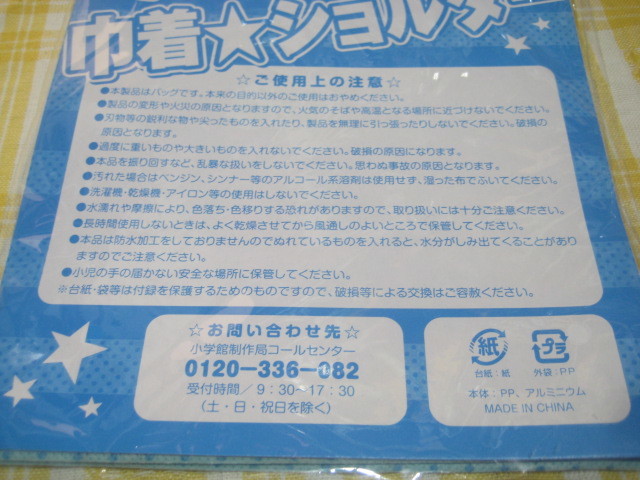 巾着★ショルダー
☆ご使用上の注意☆
●本製品はバッグです。本来の目的以外のご使用はおやめください。
●製品の変形や火災の原因となりますので、火気のそばや高温となる場所に近づけないでください。
●刃物等の鋭利な物や尖ったものを入れたり、製品を無理に引っ張ったりしないでください。破損の
原因となります。
●過度に重いものや大きいものを入れないでください。破損の原因になります。
●本品を振り回すなど、乱暴な扱いをしないでください。思わぬ事故の原因となります。
●汚れた場合はベンジン、シンナー等のアルコール系溶剤は使用せず、湿った布でふいてください。
●洗濯機・乾燥機・アイロン等の使用はしないでください。
●水濡れや摩擦により、色落ち・色移りする恐れがありますので、取り扱いには十分ご注意ください。
●長時間使用しないときは、よく乾燥させてから風通しのよいところで保管してください。
●本品は防水加工をしておりませんのでぬれているものを入れると、水分がしみ出てくることがあり
ますのでご注意ください。
●小児の手の届かない安全な場所に保管してください。
※台紙・袋等は付録を保護するためのものですので、破損等による交換はご容赦ください。
☆お問い合わせ先☆
小学館制作局コールセンター
0120-336-082
受付時間／9：30～17：30
（土・日・祝日を除く）
紙 プラ
台紙：紙 外袋：PP
本体：PP、アルミニウム
MADE IN CHINA